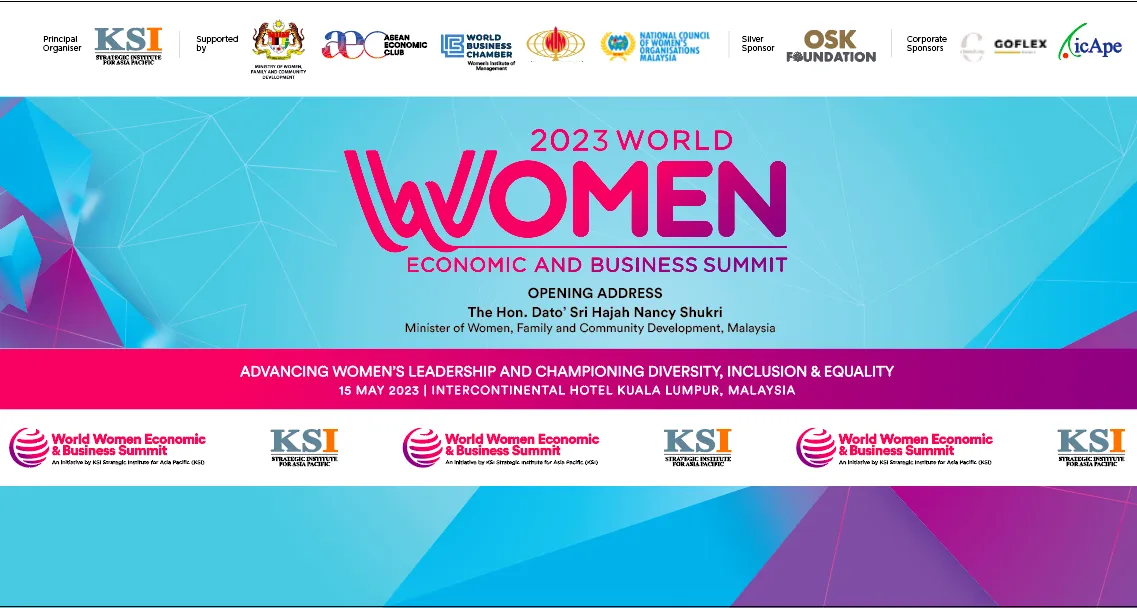 Principal
Organiser
KSI
STRATEGIC INSTITUTE
FOR ASIA PACIFIC
Supported
by
MINISTRY OF WOMEN,
FAMILY AND COMMUNITY
DEVELOPMENT
aec
ASEAN
ECONOMIC
CLUB
WORLD
BUSINESS
CHAMBER
Women's Institute of
Management
NATIONAL COUNCIL
OF WOMEN'S
ORGANISATIONS
MALAYSIA
Silver
Sponsor
OSK
FOUNDATION
Corporate
Sponsors
GOFLEX
icApe
2023 WORLD
WOMEN
ECONOMIC AND BUSINESS SUMMIT
OPENING ADDRESS
The Hon. Dato' Sri Hajah Nancy Shukri
Minister of Women, Family and Community Development, Malaysia
ADVANCING WOMEN'S LEADERSHIP AND CHAMPIONING DIVERSITY, INCLUSION & EQUALITY
15 MAY 2023 | INTERCONTINENTAL HOTEL KUALA LUMPUR, MALAYSIA
World Women Economic
& Business Summit
An initiative by KSI Strategic Institute for Asia Pacific (KSI)
KSI
STRATEGIC INSTITUTE
FOR ASIA PACIFIC
World Women Economic
& Business Summit
An initiative by KSI Strategic Institute for Asia Pacific (KSI)
KSI
STRATEGIC INSTITUTE
FOR ASIA PACIFIC
World Women Economic
& Business Summit
An initiative by KSI Strategic Institute for Asia Pacific (KSI)
KSI
STRATEGIC INSTITUTE
FOR ASIA PACIFIC